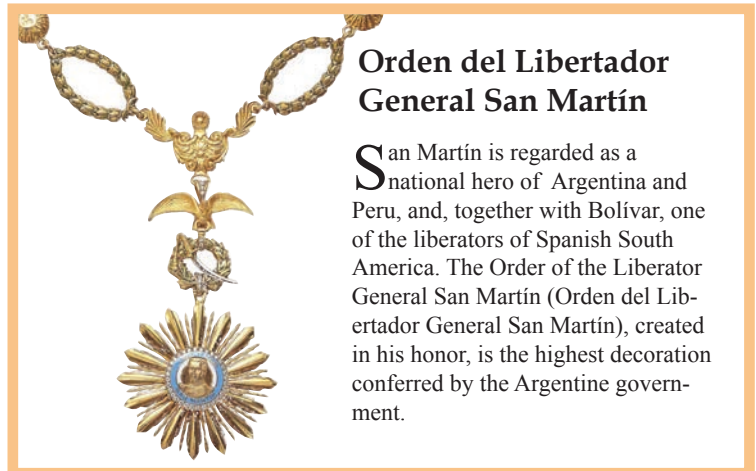 Orden del Libertador
General San Martín
San Martín is regarded as a
national hero of Argentina and
Peru, and, together with Bolívar, one
of the liberators of Spanish South
America. The Order of the Liberator
General San Martín (Orden del Lib-
ertador General San Martín), created
in his honor, is the highest decoration
conferred by the Argentine govern-
ment.